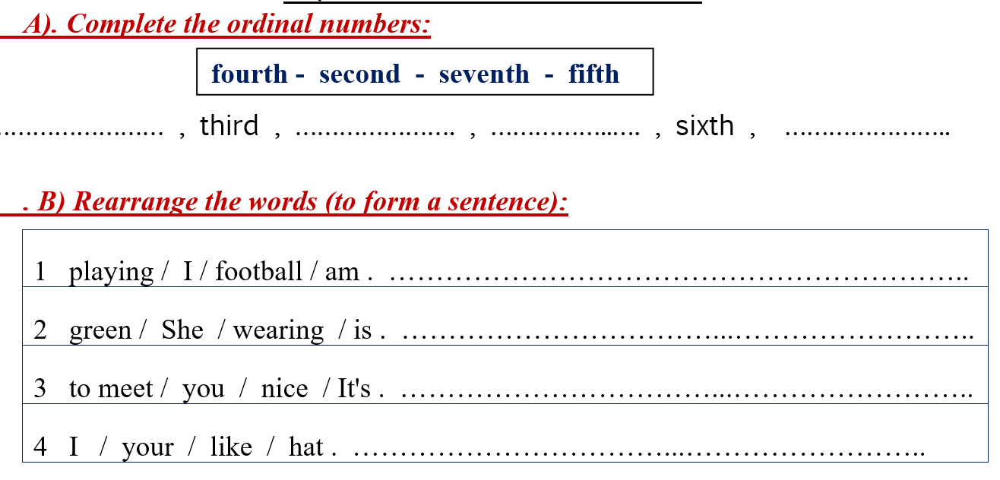 A). Complete the ordinal numbers:
fourth - second - seventh - fifth
...................... , third , ...................... , ...................... , sixth , ......................
. B) Rearrange the words (to form a sentence):
1 playing / I / football / am . ………………………………………………………..
2 green / She / wearing / is . …………………………………...……………………..
3 to meet / you / nice / It's . …………………………………...……………………..
4 I / your / like / hat . …………………………………...……………………..